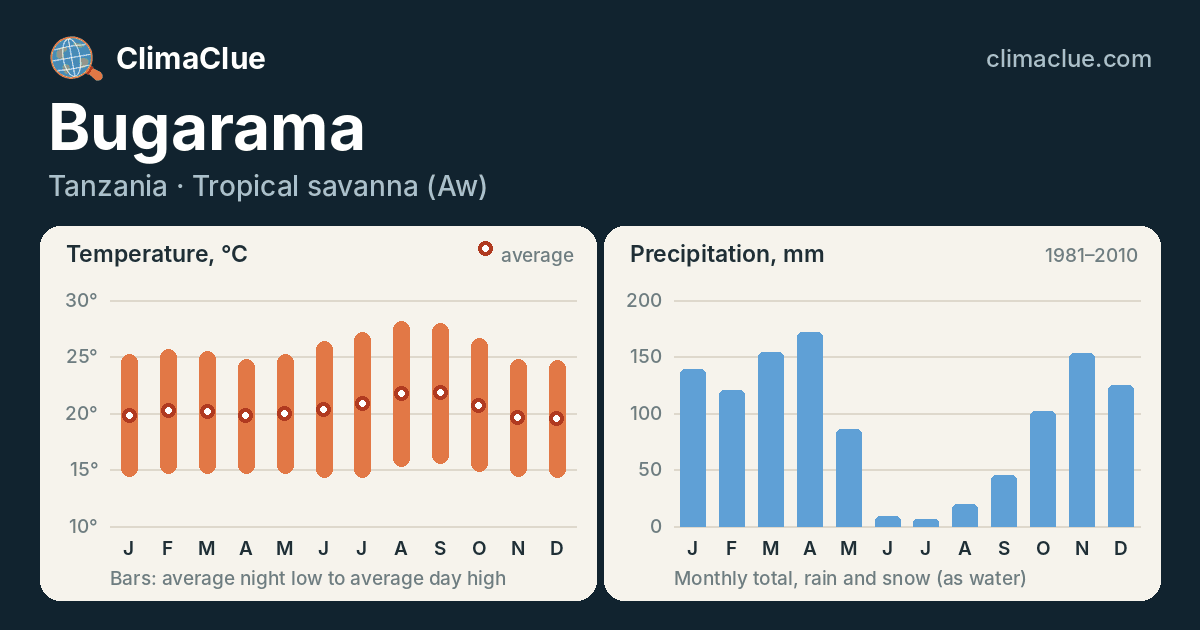 ClimaClue
climaclue.com
Bugarama
Tanzania · Tropical savanna (Aw)
Temperature, °C
average
30°
25°
20°
15°
10°
J F M A M J J A S O N D
Bars: average night low to average day high
Precipitation, mm
1981–2010
200
150
100
50
0
J F M A M J J A S O N D
Monthly total, rain and snow (as water)